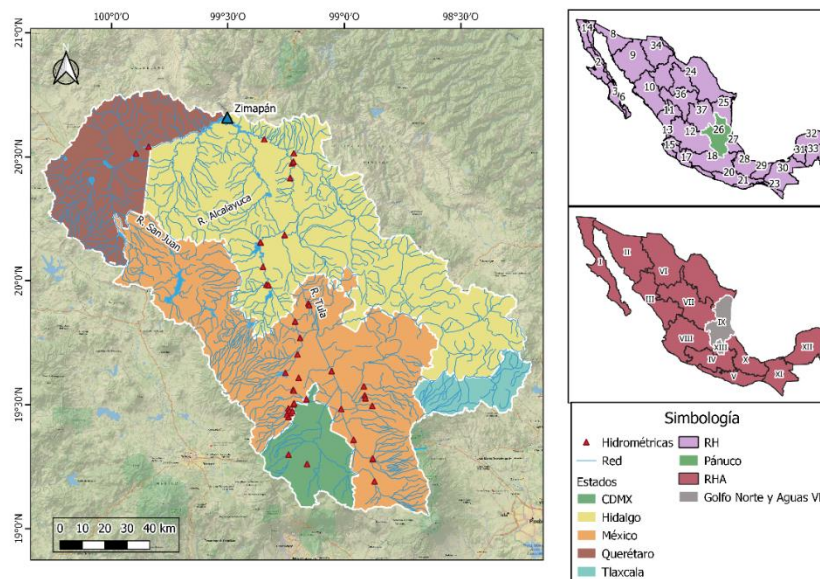 100°0'O 99°30'O 99°0'O 98°30'O
21°0'N
20°30'N
20°0'N
19°30'N
19°0'N
Zimapán
R. Alcalayuca
R. San Juan
R. Tula
0 10 20 30 40 km
14 8 34
2 9 24
3 6 10 36 25
11 37
13 12 26 27 32
15 28 31 33
17 18 20 29 30
21 23
I II VI
III VII IX
VIII XIII XII
IV X
V XI
Simbología
Hidrométricas
Red
Estados
CDMX
Hidalgo
México
Querétaro
Tlaxcala
RH
Pánuco
RHA
Golfo Norte y Aguas V